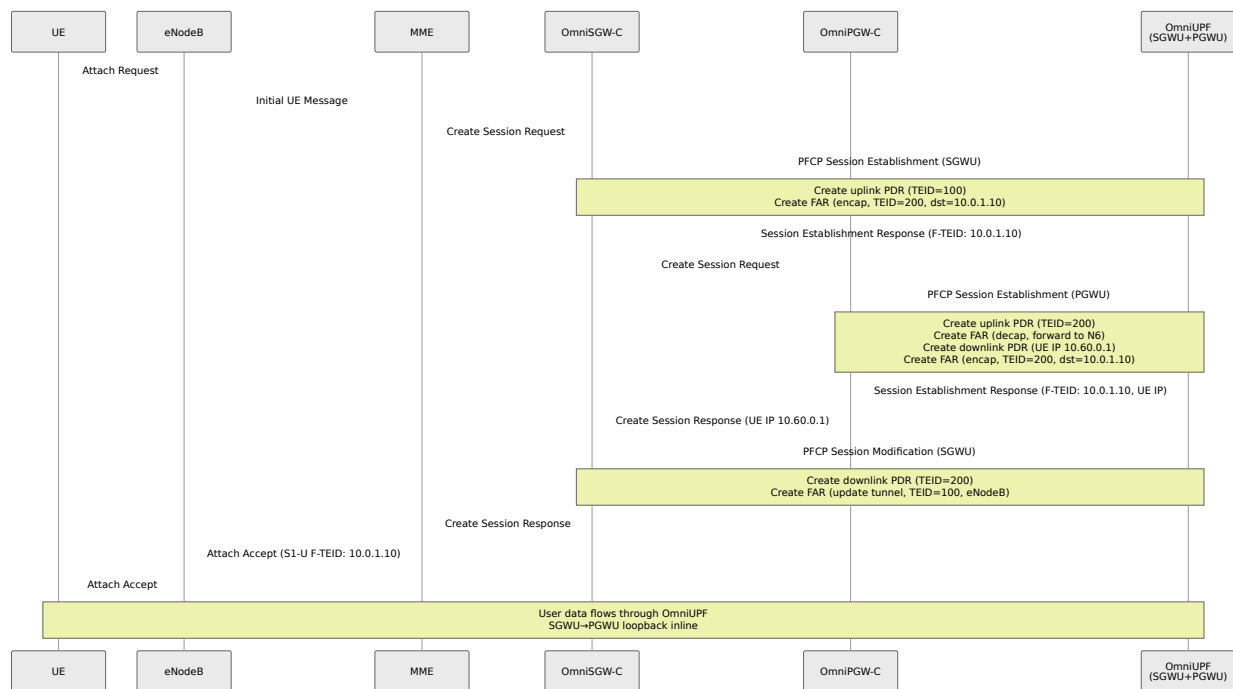 UE
eNodeB
MME
OmniSGW-C
OmniPGW-C
OmniUPF
(SGWU+PGWU)
Attach Request
Initial UE Message
Create Session Request
PFCP Session Establishment (SGWU)
Create uplink PDR (TEID=100)
Create FAR (encap, TEID=200, dst=10.0.1.10)
Session Establishment Response (F-TEID: 10.0.1.10)
Create Session Request
PFCP Session Establishment (PGWU)
Create uplink PDR (TEID=200)
Create FAR (decap, forward to N6)
Create downlink PDR (UE IP 10.60.0.1)
Create FAR (encap, TEID=200, dst=10.0.1.10)
Session Establishment Response (F-TEID: 10.0.1.10, UE IP)
Create Session Response (UE IP 10.60.0.1)
PFCP Session Modification (SGWU)
Create downlink PDR (TEID=200)
Create FAR (update tunnel, TEID=100, eNodeB)
Create Session Response
Attach Accept (S1-U F-TEID: 10.0.1.10)
Attach Accept
User data flows through OmniUPF
SGWU→PGWU loopback inline
UE
eNodeB
MME
OmniSGW-C
OmniPGW-C
OmniUPF
(SGWU+PGWU)